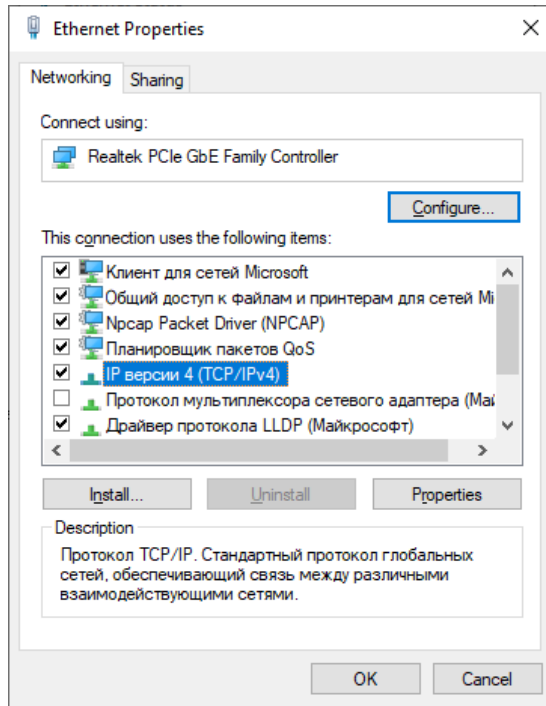 Ethernet Properties
Networking
Sharing
Connect using:
Realtek PCIe GbE Family Controller
Configure...
This connection uses the following items:
Клиент для сетей Microsoft
Общий доступ к файлам и принтерам для сетей Mi
Npcap Packet Driver (NPCAP)
Планировщик пакетов QoS
IP версии 4 (TCP/IPv4)
Протокол мультиплексора сетевого адаптера (Май
Драйвер протокола LLDP (Майкрософт)
Install...
Uninstall
Properties
Description
Протокол TCP/IP. Стандартный протокол глобальных
сетей, обеспечивающий связь между различными
взаимодействующими сетями.
OK
Cancel